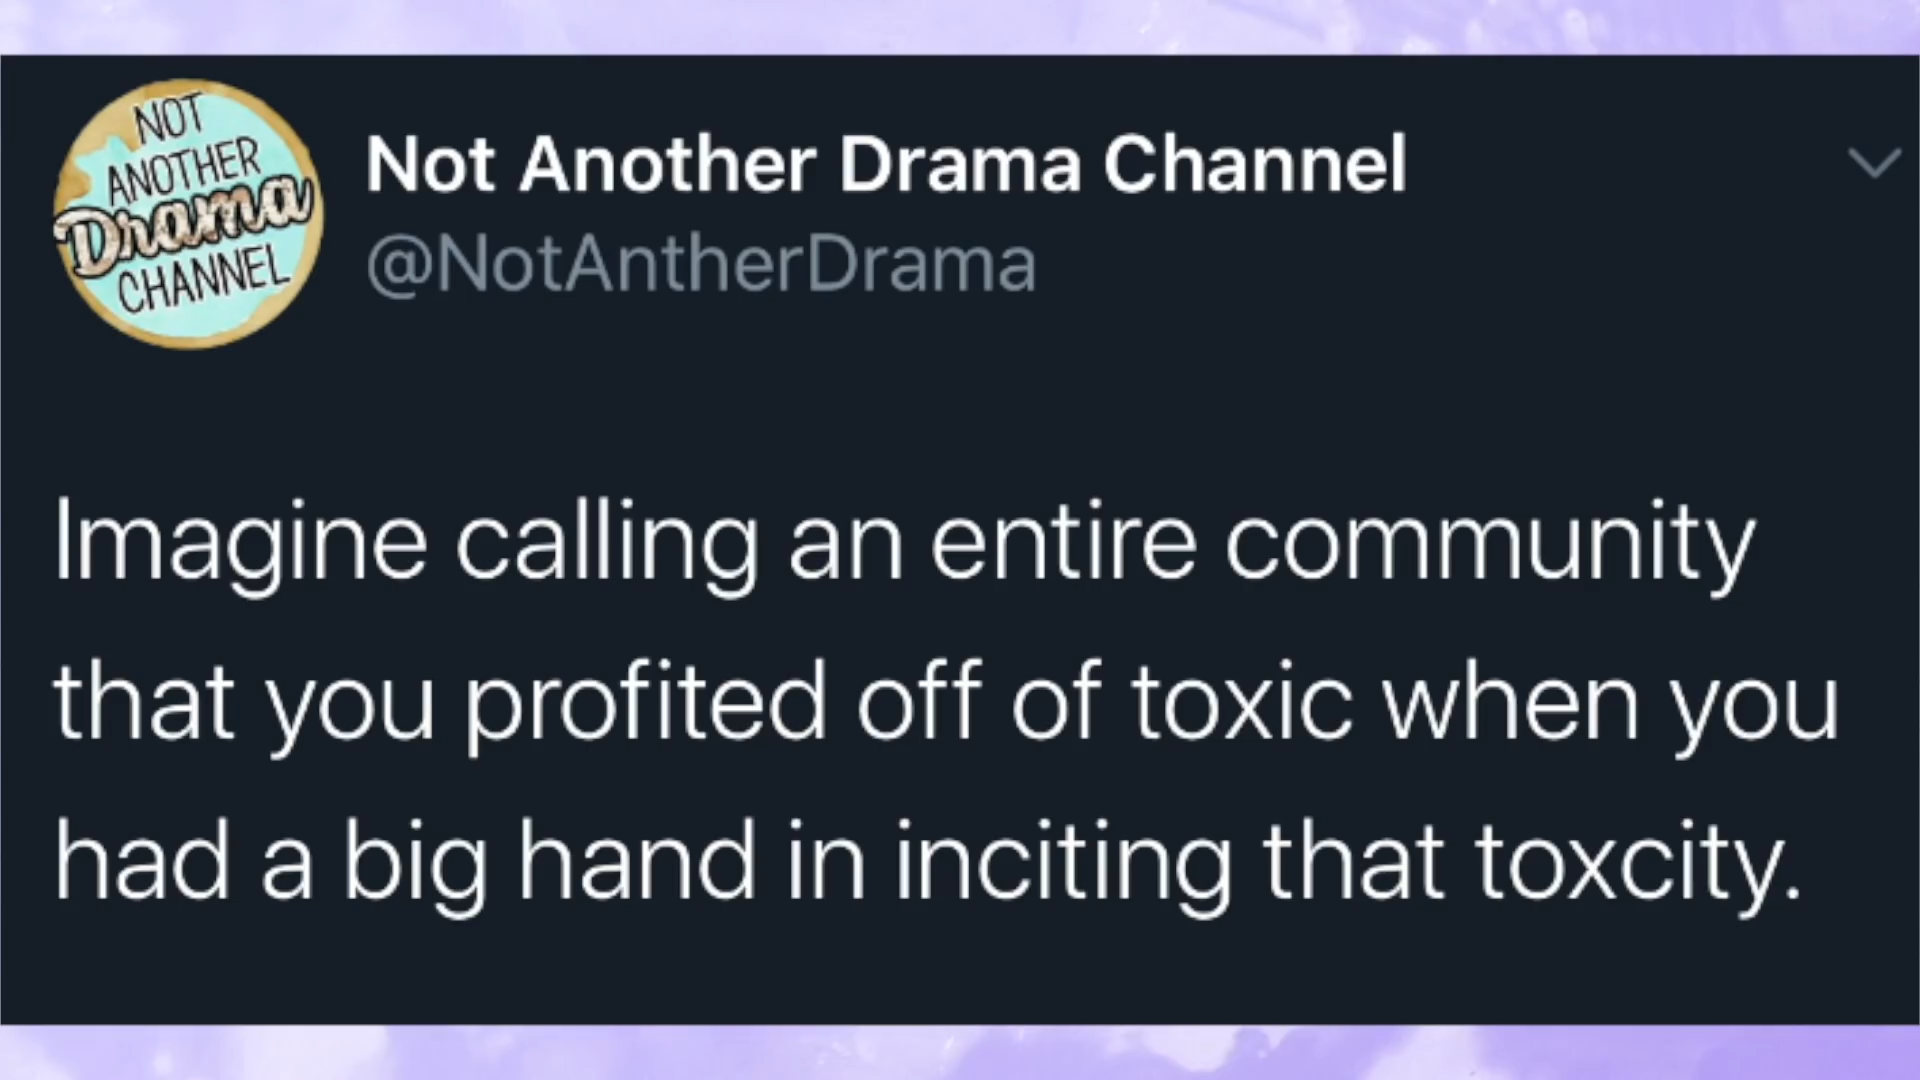 NOT
ANOTHER
Drama
CHANNEL
Not Another Drama Channel
@NotAntherDrama
Imagine calling an entire community
that you profited off of toxic when you
had a big hand in inciting that toxcity.